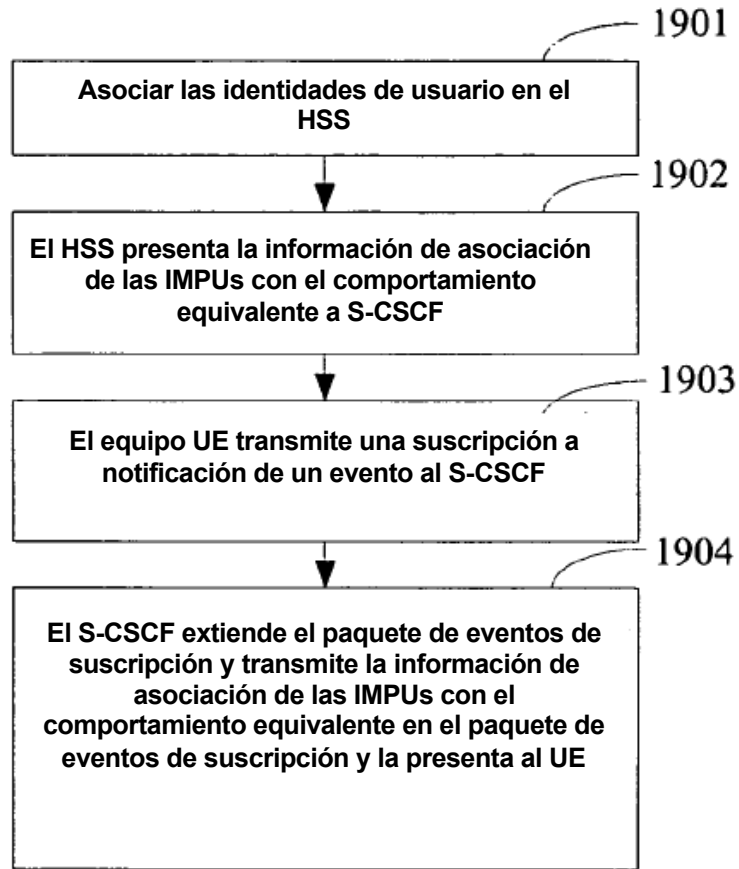 1901
Asociar las identidades de usuario en el
HSS
1902
El HSS presenta la información de asociación
de las IMPUs con el comportamiento
equivalente a S-CSCF
1903
El equipo UE transmite una suscripción a
notificación de un evento al S-CSCF
1904
El S-CSCF extiende el paquete de eventos de
suscripción y transmite la información de
asociación de las IMPUs con el
comportamiento equivalente en el paquete de
eventos de suscripción y la presenta al UE